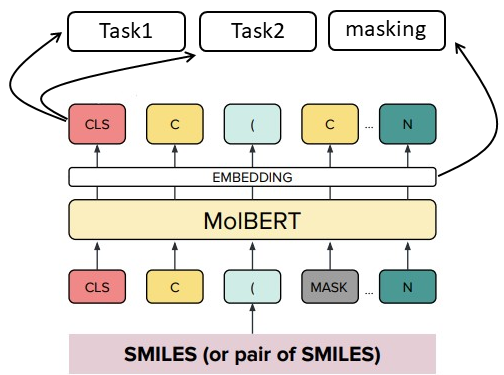 Task1 Task2 masking
CLS C ( C ... N
EMBEDDING
MolBERT
CLS C ( MASK ... N
SMILES (or pair of SMILES)